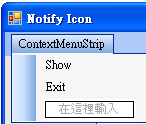 Notify Icon
ContextMenuStrip
Show
Exit
在這裡輸入